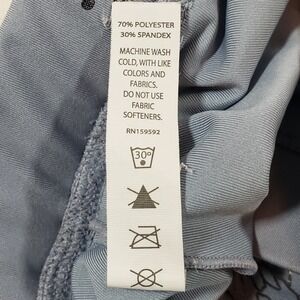 70% POLYESTER
30% SPANDEX
MACHINE WASH
COLD, WITH LIKE
COLORS AND
FABRICS.
DO NOT USE
FABRIC
SOFTENERS.
RN159592
30°